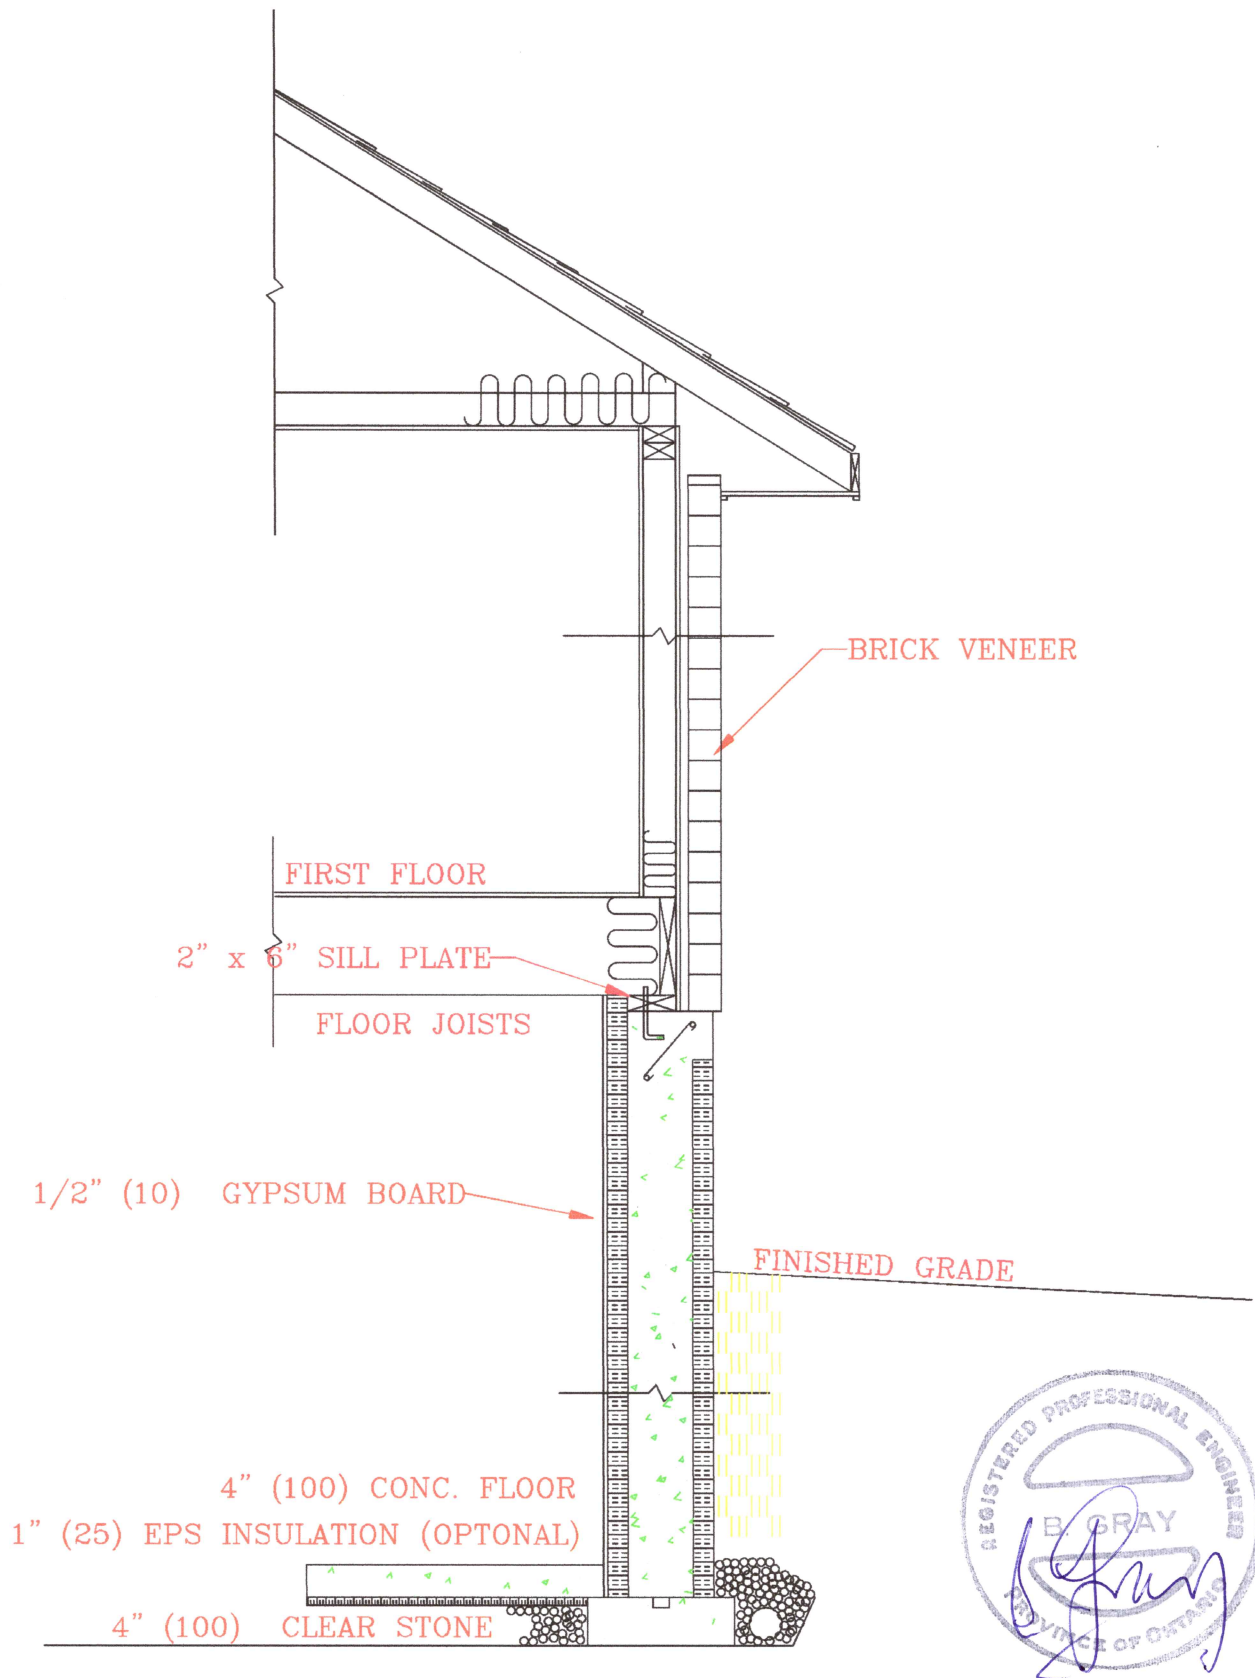 BRICK VENEER
FIRST FLOOR
2" x 6" SILL PLATE
FLOOR JOISTS
1/2" (10) GYPSUM BOARD
FINISHED GRADE
4" (100) CONC. FLOOR
1" (25) EPS INSULATION (OPTONAL)
4" (100) CLEAR STONE
REGISTERED PROFESSIONAL ENGINEER
B. GRAY
PROVINCE OF ONTARIO